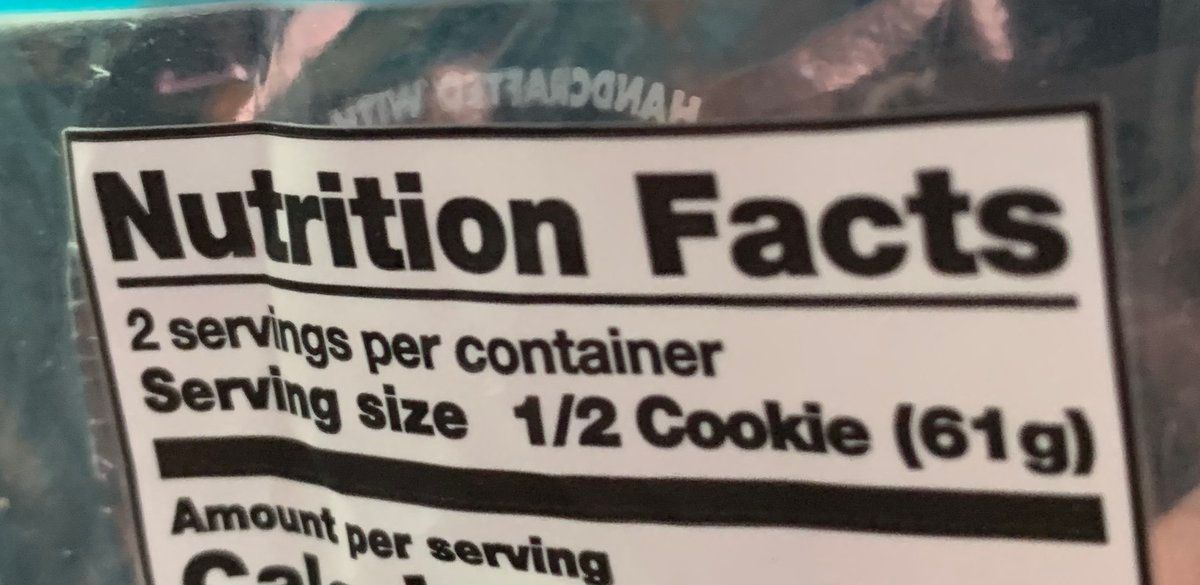 HANDCRAFTED WITH
Nutrition Facts
2 servings per container
Serving size 1/2 Cookie (61g)
Amount per serving